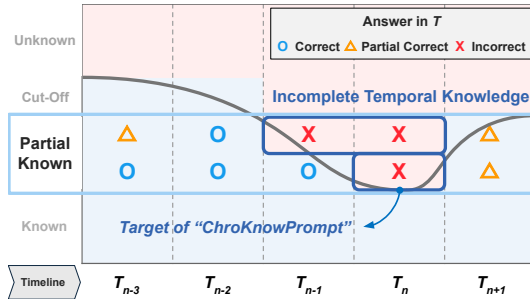 Unknown
Answer in T
O Correct △ Partial Correct X Incorrect
Cut-Off
Incomplete Temporal Knowledge
Partial
Known
△ O X X △
O O O X △
Known
Target of "ChroKnowPrompt"
Timeline
Tn-3 Tn-2 Tn-1 Tn Tn+1